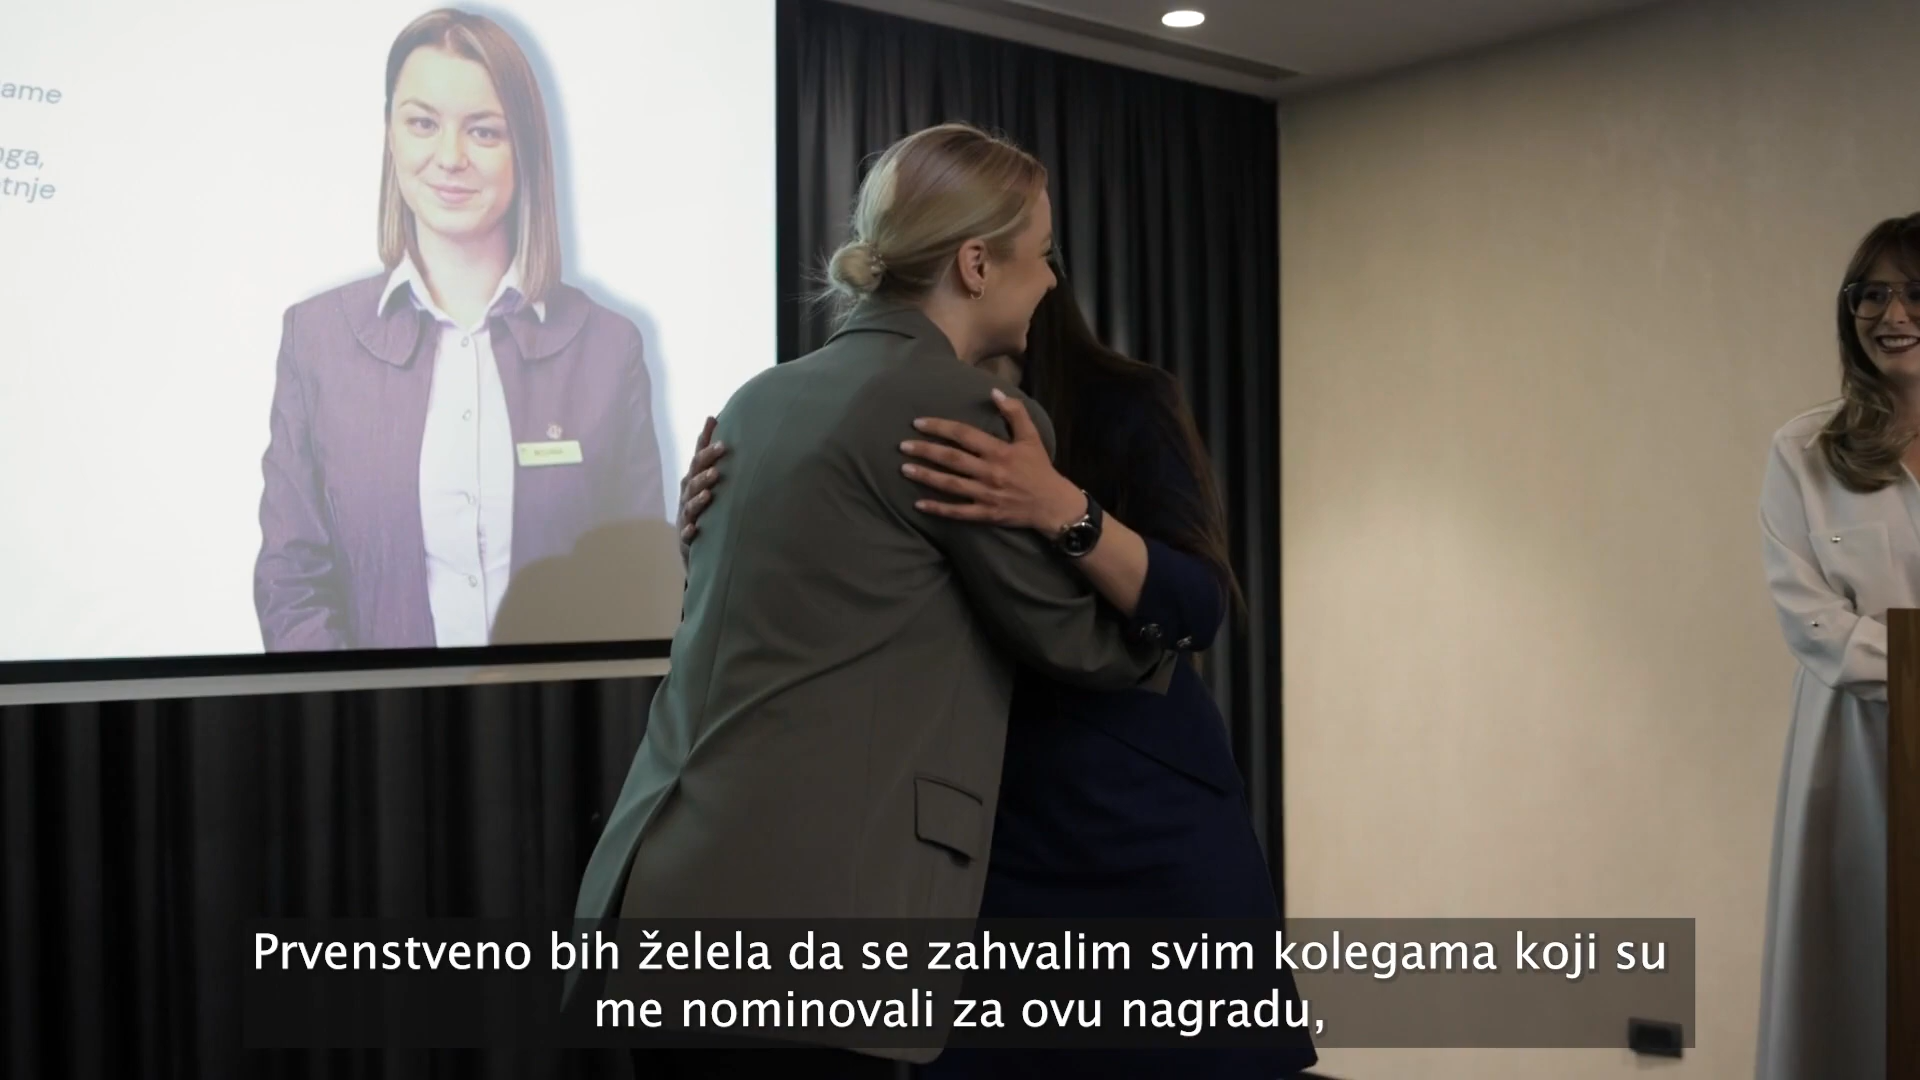 ame
nga,
tnje
Prvenstveno bih želela da se zahvalim svim kolegama koji su
me nominovali za ovu nagradu,